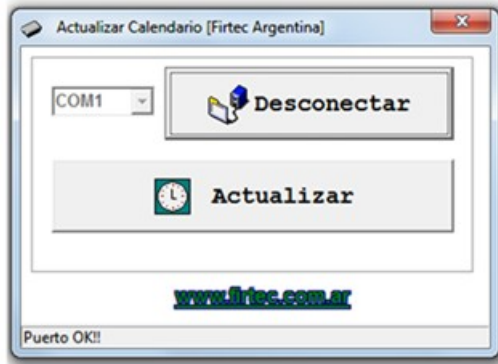 Actualizar Calendario [Firtec Argentina]
COM1
Desconectar
Actualizar
www.firtec.com.ar
Puerto OK!!